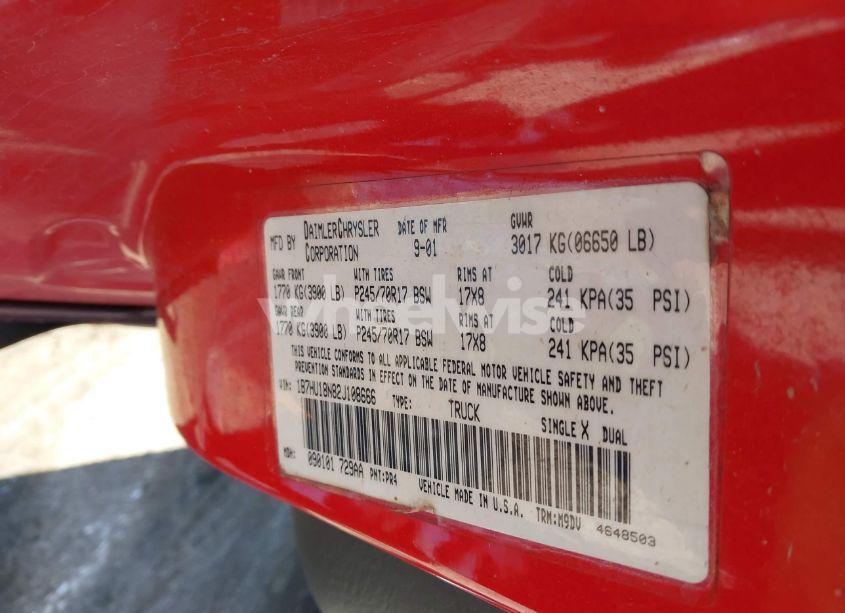 MFD BY DAIMLERCHRYSLER CORPORATION DATE OF MFR 9-01 GVWR 3017 KG(06650 LB)
GAWR FRONT WITH TIRES RIMS AT COLD
1770 KG(3900 LB) P245/70R17 BSW 17X8 241 KPA(35 PSI)
GAWR REAR WITH TIRES RIMS AT COLD
1770 KG(3900 LB) P245/70R17 BSW 17X8 241 KPA(35 PSI)
THIS VEHICLE CONFORMS TO ALL APPLICABLE FEDERAL MOTOR VEHICLE SAFETY AND THEFT
PREVENTION STANDARDS IN EFFECT ON THE DATE OF MANUFACTURE SHOWN ABOVE.
VIN: 1B7HU18N82J108666 TYPE: TRUCK
SINGLE X DUAL
MDH: 090101 729AA PNT:PR4
VEHICLE MADE IN U.S.A. TRM:M9DV 4648503
wheelwise